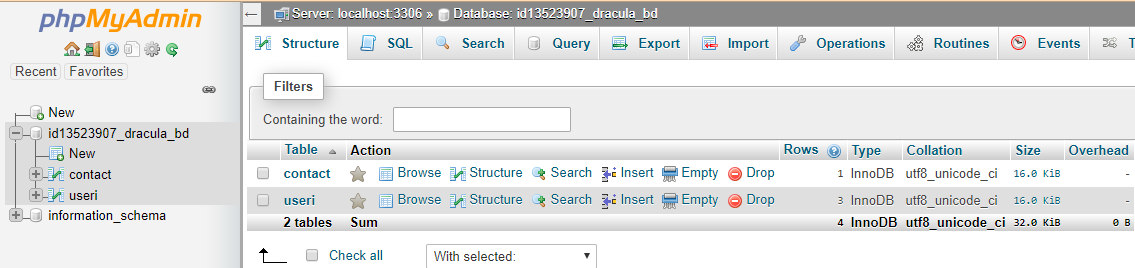 phpMyAdmin
Recent Favorites
New
id13523907_dracula_bd
New
contact
useri
information_schema
Server: localhost:3306 » Database: id13523907_dracula_bd
Structure SQL Search Query Export Import Operations Routines Events T
Filters
Containing the word:
Table Action Rows Type Collation Size Overhead
contact Browse Structure Search Insert Empty Drop 1 InnoDB utf8_unicode_ci 16.0 KiB -
useri Browse Structure Search Insert Empty Drop 3 InnoDB utf8_unicode_ci 16.0 KiB -
2 tables Sum 4 InnoDB utf8_unicode_ci 32.0 KiB 0 B
Check all With selected: